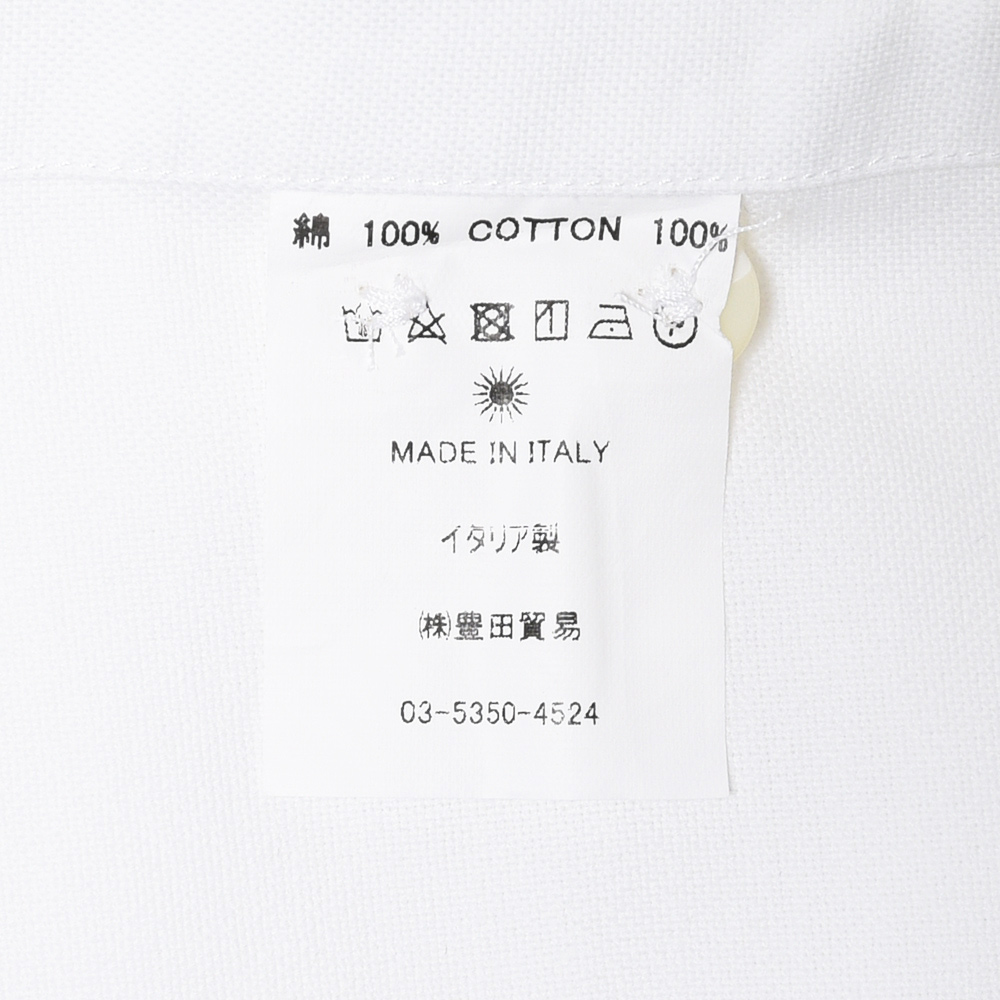 綿 100% COTTON 100%
MADE IN ITALY
イタリア製
㈱豊田貿易
03-5350-4524